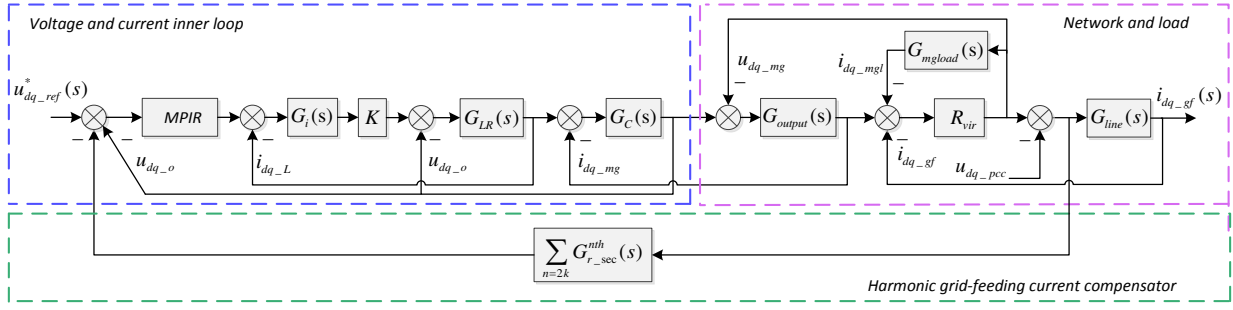 Voltage and current inner loop
Network and load
u*dq_ref(s)
MPIR
Gi(s)
K
GLR(s)
GC(s)
udq_mg
Goutput(s)
idq_mgl
Gmgload(s)
Rvir
Gline(s)
idq_gf(s)
udq_o
idq_L
udq_o
idq_mg
idq_gf
udq_pcc
∑n=2k G^nth r_sec(s)
Harmonic grid-feeding current compensator